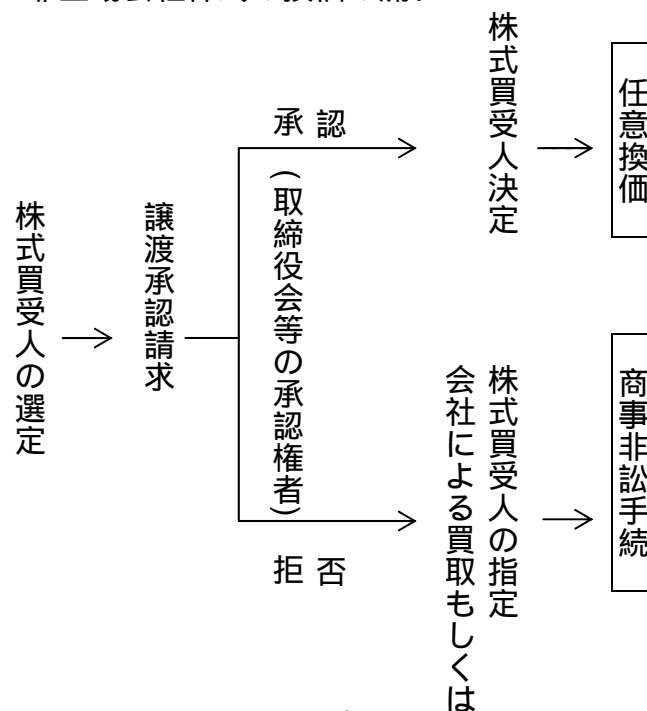 株式買受人の選定
譲渡承認請求
承認
(取締役会等の承認権者)
拒否
株式買受人決定
任意換価
会社による買取もしくは
株式買受人の指定
商事非訟手続